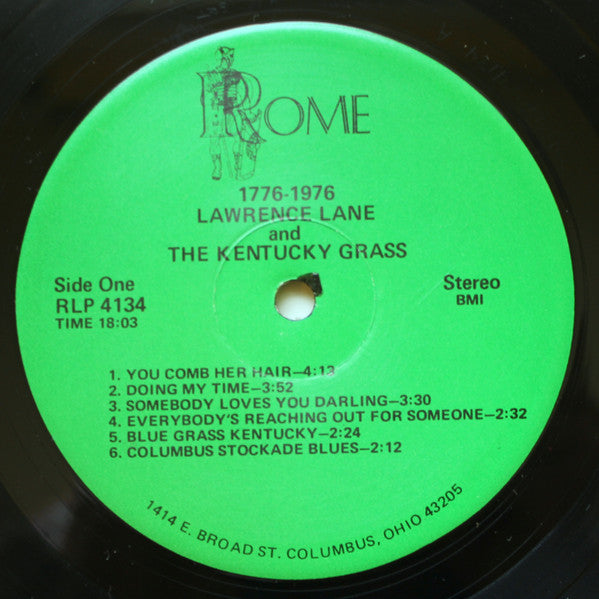 ROME
1776-1976
LAWRENCE LANE
and
THE KENTUCKY GRASS
Side One
RLP 4134
TIME 18:03
Stereo
BMI
1. YOU COMB HER HAIR—4:13
2. DOING MY TIME—3:52
3. SOMEBODY LOVES YOU DARLING—3:30
4. EVERYBODY'S REACHING OUT FOR SOMEONE—2:32
5. BLUE GRASS KENTUCKY—2:24
6. COLUMBUS STOCKADE BLUES—2:12
1414 E. BROAD ST. COLUMBUS, OHIO 43205